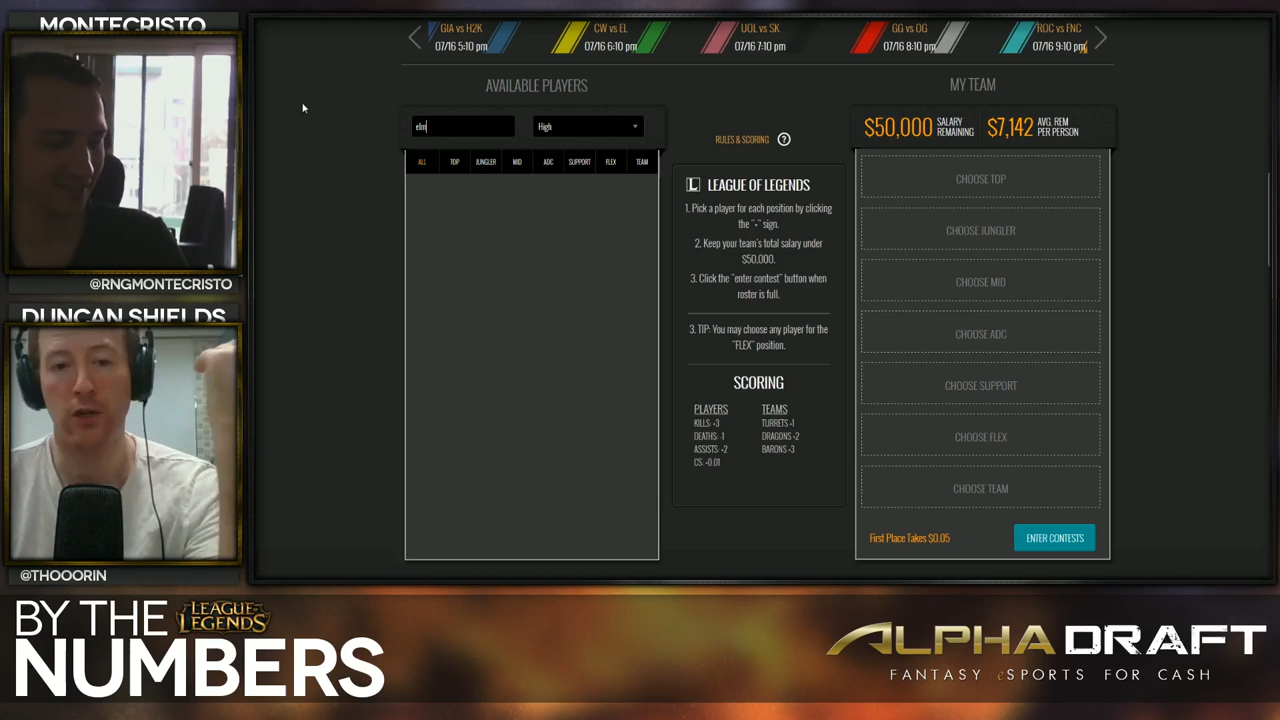 MONTECRISTO
@RNGMONTECRISTO
DUNCAN SHIELDS
@THOOORIN
GIA vs H2K
07/16 5:10 pm
CW vs EL
07/16 6:10 pm
UOL vs SK
07/16 7:10 pm
GG vs OG
07/16 8:10 pm
ROC vs FNC
07/16 9:10 pm
AVAILABLE PLAYERS
elm
High
ALL TOP JUNGLER MID ADC SUPPORT FLEX TEAM
RULES & SCORING ?
L LEAGUE OF LEGENDS
1. Pick a player for each position by clicking
the "+" sign.
2. Keep your team's total salary under
$50,000.
3. Click the "enter contest" button when
roster is full.
3. TIP: You may choose any player for the
"FLEX" position.
SCORING
PLAYERS
KILLS: +3
DEATHS: -1
ASSISTS: +2
CS: +0.01
TEAMS
TURRETS +1
DRAGONS +2
BARONS: +3
MY TEAM
$50,000 SALARY REMAINING $7,142 AVG. REM PER PERSON
CHOOSE TOP
CHOOSE JUNGLER
CHOOSE MID
CHOOSE ADC
CHOOSE SUPPORT
CHOOSE FLEX
CHOOSE TEAM
First Place Takes $0.05
ENTER CONTESTS
BY THE LEAGUE OF LEGENDS
NUMBERS
ALPHADRAFT
FANTASY eSPORTS FOR CASH